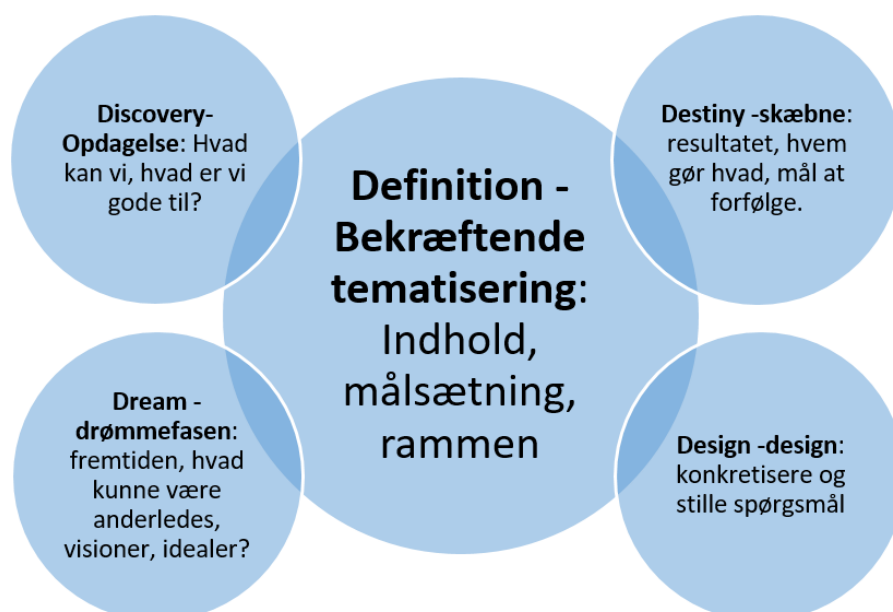 Discovery-
Opdagelse: Hvad
kan vi, hvad er vi
gode til?
Dream -
drømmefasen:
fremtiden, hvad
kunne være
anderledes,
visioner, idealer?
Definition -
Bekræftende
tematisering:
Indhold,
målsætning,
rammen
Destiny -skæbne:
resultatet, hvem
gør hvad, mål at
forfølge.
Design -design:
konkretisere og
stille spørgsmål